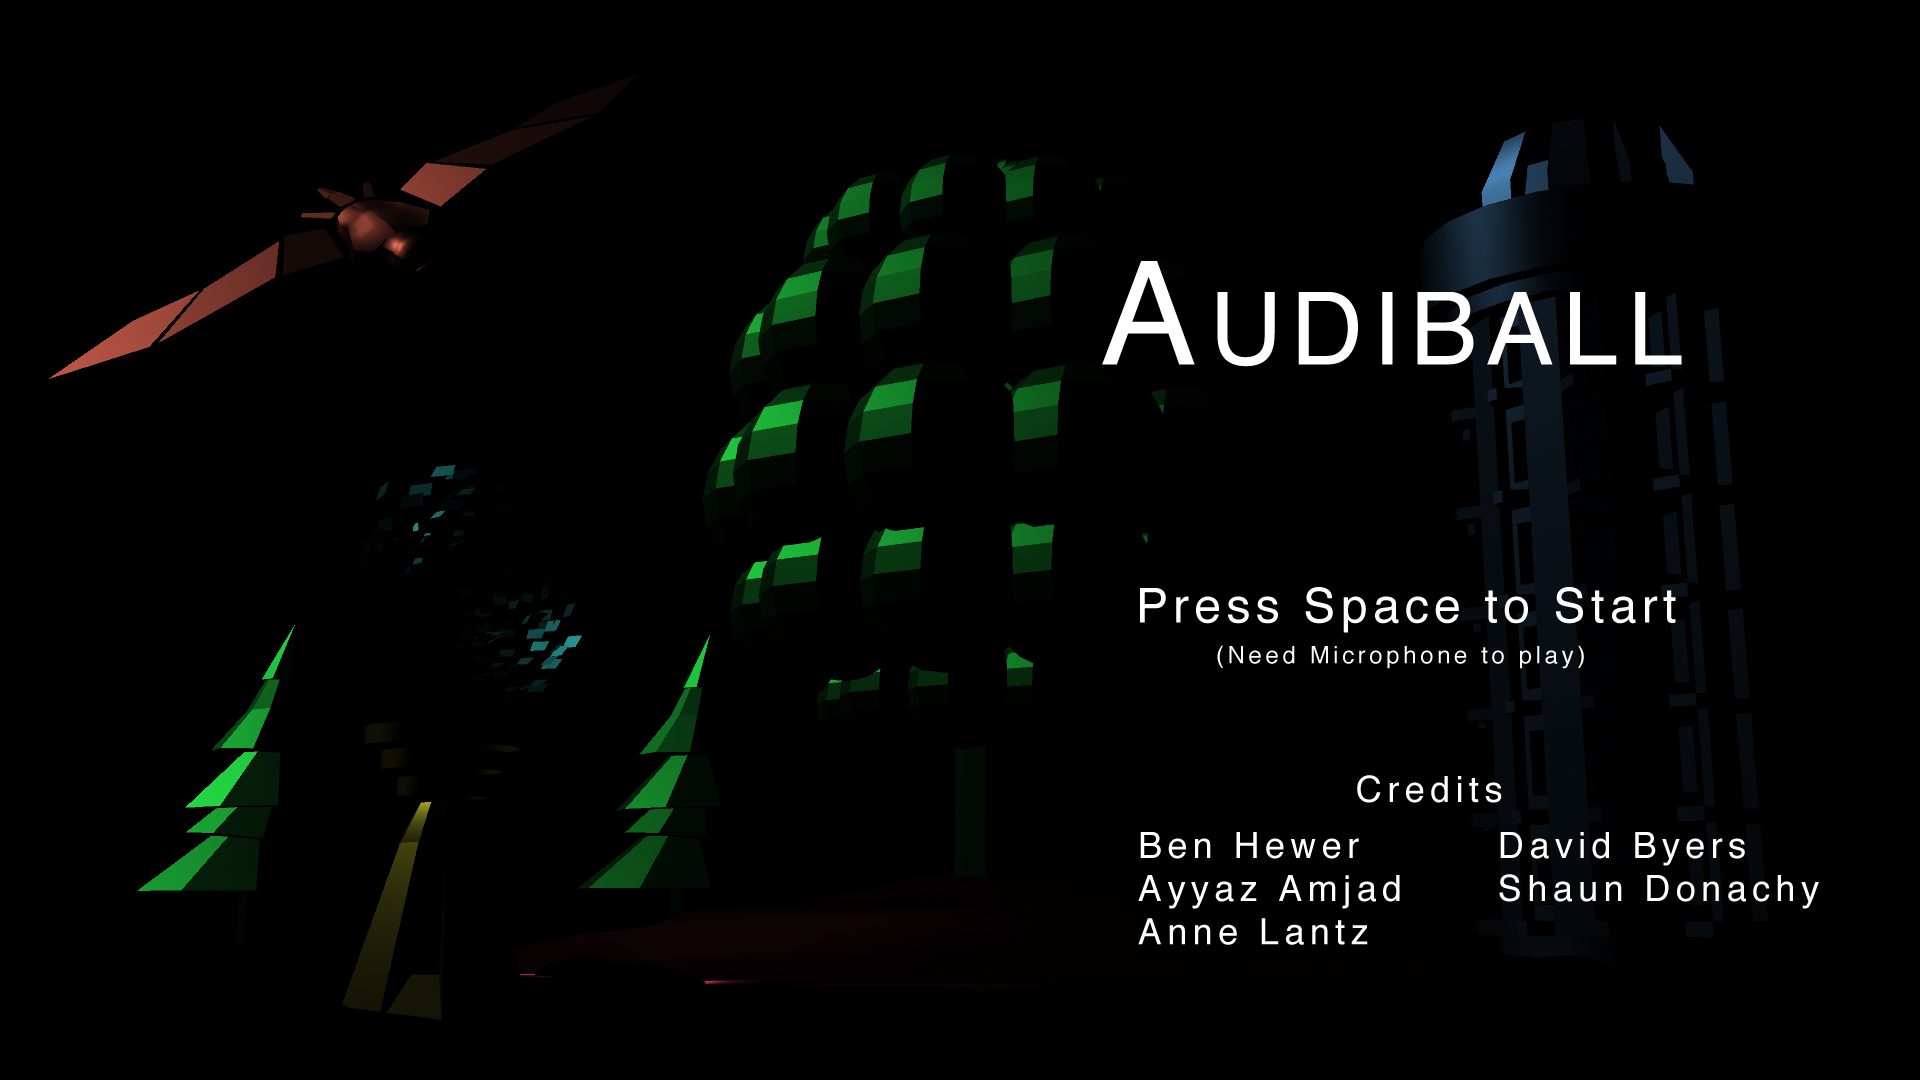 AUDIBALL
Press Space to Start
(Need Microphone to play)
Credits
Ben Hewer
Ayyaz Amjad
Anne Lantz
David Byers
Shaun Donachy